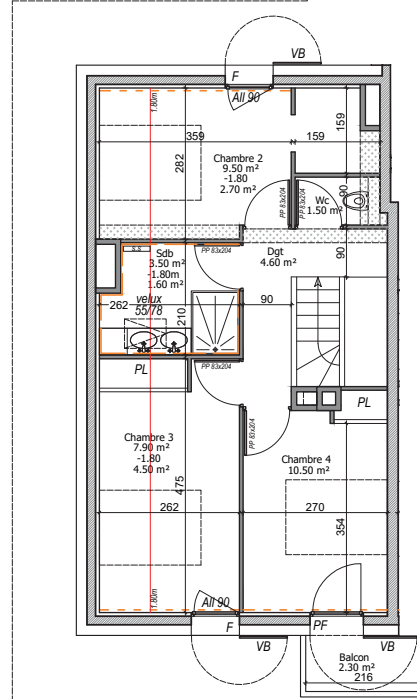 VB
F
All 90
1.80m
359
159
159
282
Chambre 2
9.50 m²
-1.80
2.70 m²
PP 83x204
PP 83x204
90
Wc
1.50 m²
Sdb
3.50 m²
-1.80m
1.60 m²
PP 83x204
Dgt
4.60 m²
90
velux
55/78
262
210
90
PL
PP 83x204
PL
PP 83x204
Chambre 3
7.90 m²
-1.80
4.50 m²
Chambre 4
10.50 m²
475
262
270
354
1.80m
All 90
F
PF
VB
VB
Balcon
2.30 m²
216